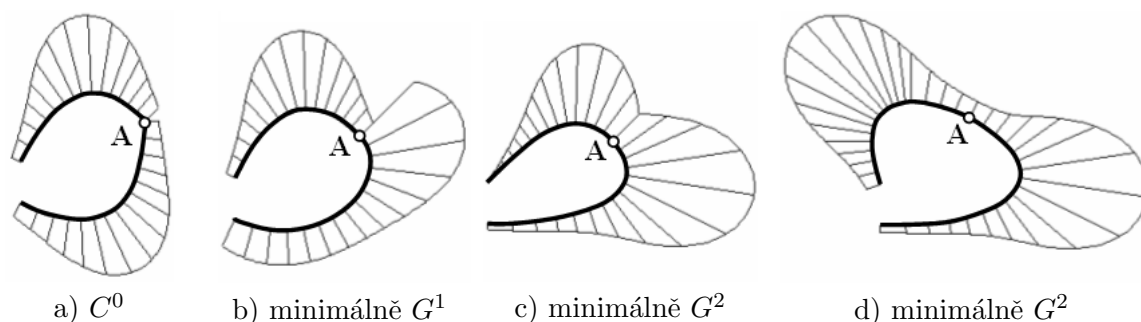 A
A
A
A
a) C⁰
b) minimálně G¹
c) minimálně G²
d) minimálně G²